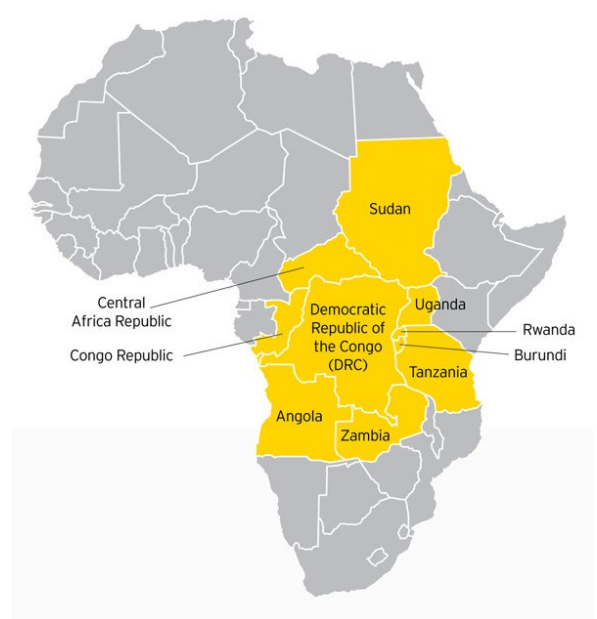 Sudan
Central
Africa Republic
Uganda
Democratic
Republic of
the Congo
(DRC)
Rwanda
Congo Republic
Burundi
Tanzania
Angola
Zambia